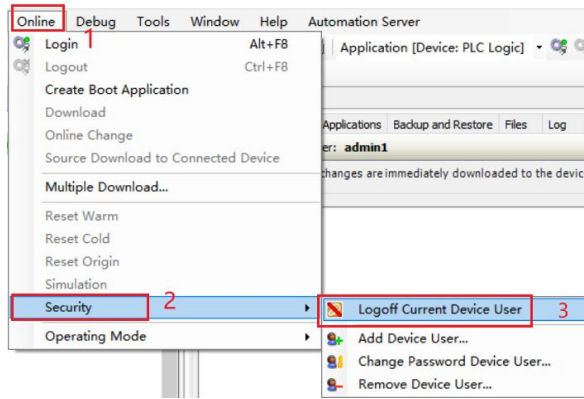 Online Debug Tools Window Help Automation Server
1
Login Alt+F8
Application [Device: PLC Logic]
Logout Ctrl+F8
Create Boot Application
Download
Applications Backup and Restore Files Log
Online Change
er: admin1
Source Download to Connected Device
changes are immediately downloaded to the devic
Multiple Download...
Reset Warm
Reset Cold
Reset Origin
Simulation
Security 2
Logoff Current Device User 3
Operating Mode
Add Device User...
Change Password Device User...
Remove Device User...